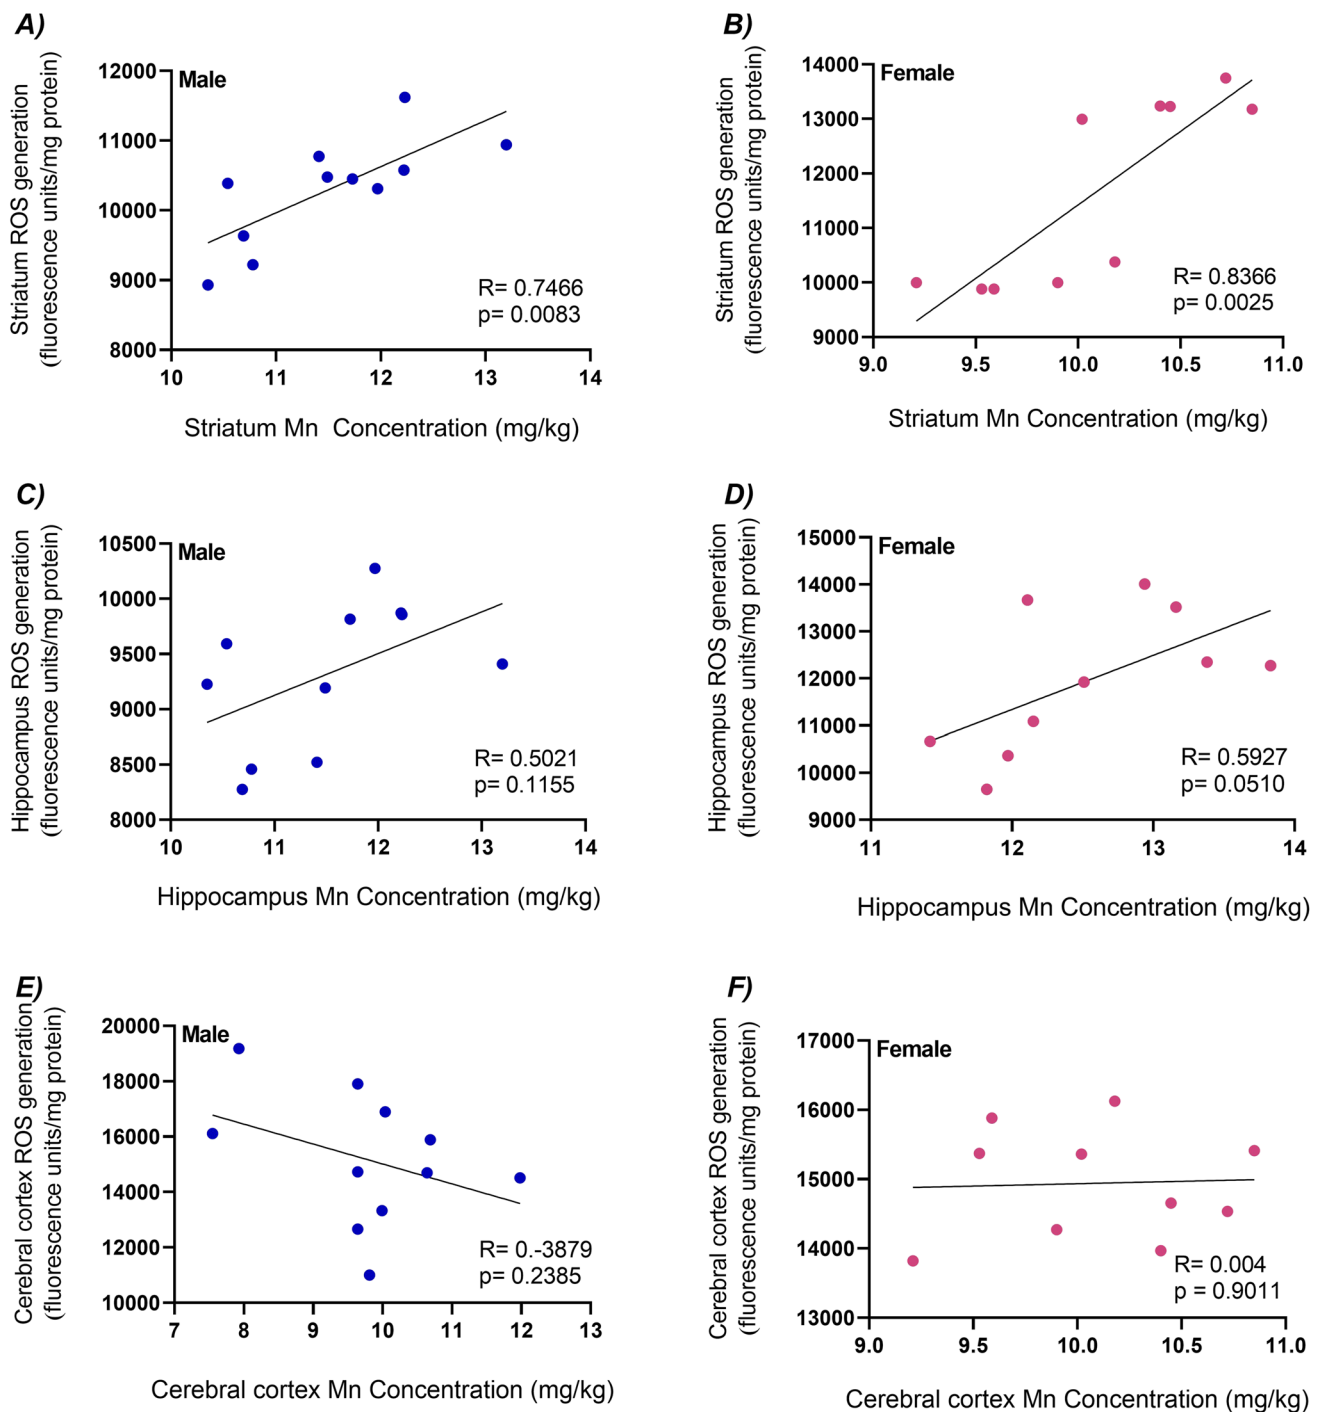 A)
Male
Striatum ROS generation
(fluorescence units/mg protein)
12000
11000
10000
9000
8000
R= 0.7466
p= 0.0083
10 11 12 13 14
Striatum Mn Concentration (mg/kg)
B)
Female
Striatum ROS generation
(fluorescence units/mg protein)
14000
13000
12000
11000
10000
9000
R= 0.8366
p= 0.0025
9.0 9.5 10.0 10.5 11.0
Striatum Mn Concentration (mg/kg)
C)
Male
Hippocampus ROS generation
(fluorescence units/mg protein)
10500
10000
9500
9000
8500
8000
R= 0.5021
p= 0.1155
10 11 12 13 14
Hippocampus Mn Concentration (mg/kg)
D)
Female
Hippocampus ROS generation
(fluorescence units/mg protein)
15000
14000
13000
12000
11000
10000
9000
R= 0.5927
p= 0.0510
11 12 13 14
Hippocampus Mn Concentration (mg/kg)
E)
Male
Cerebral cortex ROS generation
(fluorescence units/mg protein)
20000
18000
16000
14000
12000
10000
R= 0.-3879
p= 0.2385
7 8 9 10 11 12 13
Cerebral cortex Mn Concentration (mg/kg)
F)
Female
Cerebral cortex ROS generation
(fluorescence units/mg protein)
17000
16000
15000
14000
13000
R= 0.004
p = 0.9011
9.0 9.5 10.0 10.5 11.0
Cerebral cortex Mn Concentration (mg/kg)